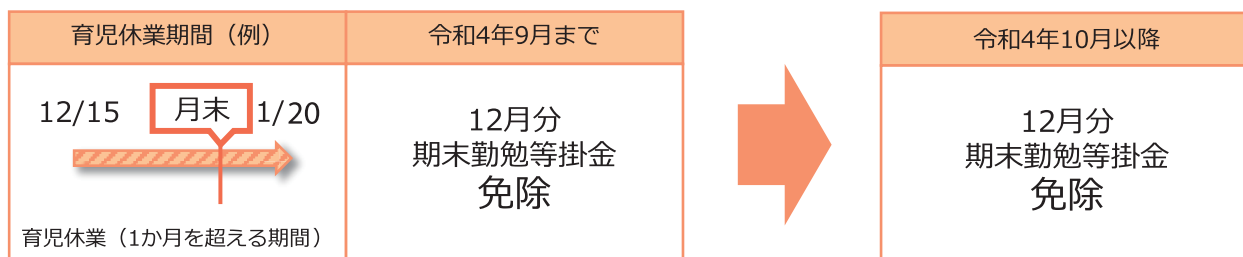 育児休業期間（例）
令和4年9月まで
令和4年10月以降
12/15
月末
1/20
育児休業（1か月を超える期間）
12月分
期末勤勉等掛金
免除
12月分
期末勤勉等掛金
免除